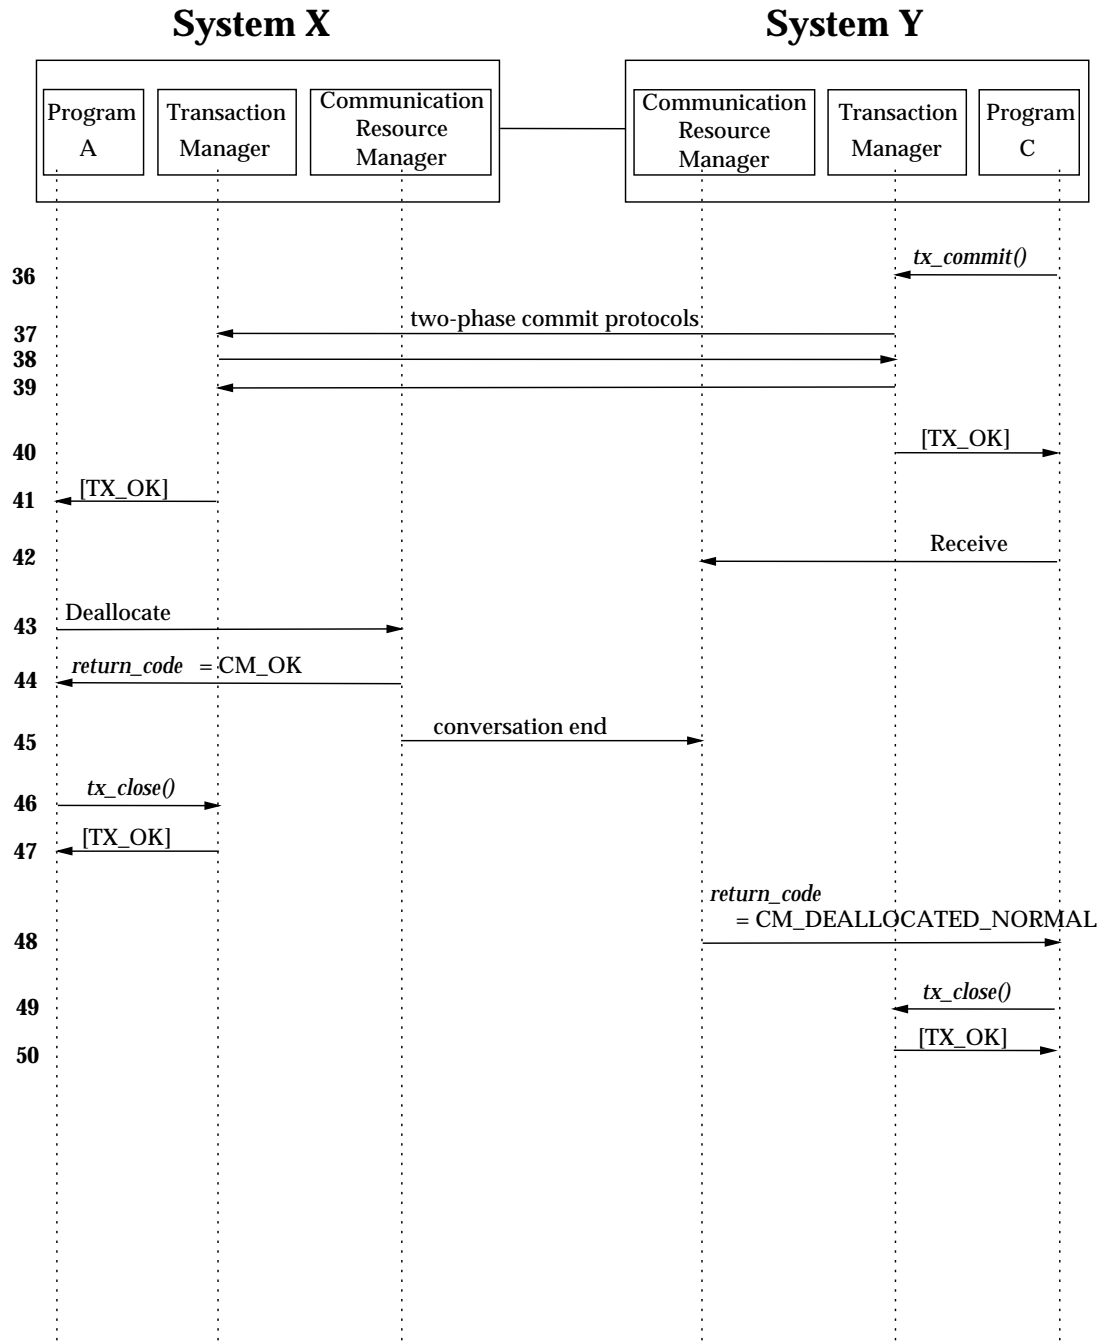 System X
System Y
Program
A
Transaction
Manager
Communication
Resource
Manager
Communication
Resource
Manager
Transaction
Manager
Program
C
36
tx_commit()
37
two-phase commit protocols
38
39
40
[TX_OK]
41
[TX_OK]
42
Receive
43
Deallocate
44
return_code = CM_OK
45
conversation end
46
tx_close()
47
[TX_OK]
return_code
48
= CM_DEALLOCATED_NORMAL
49
tx_close()
50
[TX_OK]